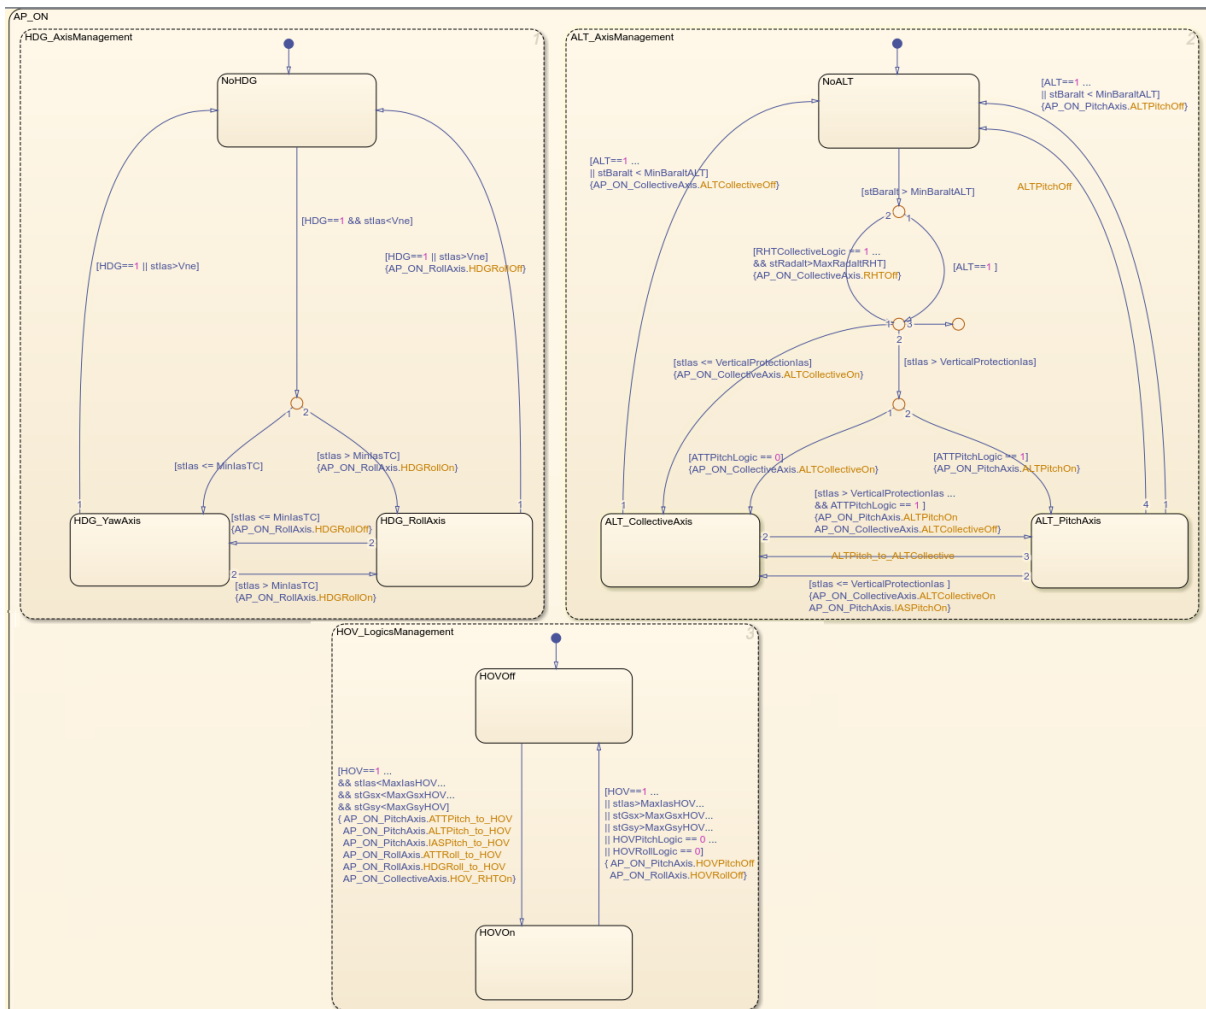 AP_ON
HDG_AxisManagement
1
NoHDG
[HDG==1 && stIas<Vne]
[HDG==1 || stIas>Vne]
[HDG==1 || stIas>Vne]
{AP_ON_RollAxis.HDGRollOff}
1
2
[stIas <= MinIasTC]
[stIas > MinIasTC]
{AP_ON_RollAxis.HDGRollOn}
1
1
HDG_YawAxis
HDG_RollAxis
[stIas <= MinIasTC]
{AP_ON_RollAxis.HDGRollOff}
2
2
[stIas > MinIasTC]
{AP_ON_RollAxis.HDGRollOn}
ALT_AxisManagement
2
NoALT
[ALT==1 ...
|| stBaralt < MinBaraltALT]
{AP_ON_PitchAxis.ALTPitchOff}
[ALT==1 ...
|| stBaralt < MinBaraltALT]
{AP_ON_CollectiveAxis.ALTCollectiveOff}
[stBaralt > MinBaraltALT]
ALTPitchOff
2
1
[RHTCollectiveLogic == 1 ...
&& stRadalt>MaxRadaltRHT]
{AP_ON_CollectiveAxis.RHTOff}
[ALT==1 ]
1
3
2
[stIas <= VerticalProtectionIas]
{AP_ON_CollectiveAxis.ALTCollectiveOn}
[stIas > VerticalProtectionIas]
1
2
[ATTPitchLogic == 0]
{AP_ON_CollectiveAxis.ALTCollectiveOn}
[ATTPitchLogic == 1]
{AP_ON_PitchAxis.ALTPitchOn}
1
4
1
[stIas > VerticalProtectionIas ...
&& ATTPitchLogic == 1 ]
{AP_ON_PitchAxis.ALTPitchOn
AP_ON_CollectiveAxis.ALTCollectiveOff}
ALT_CollectiveAxis
ALT_PitchAxis
2
ALTPitch_to_ALTCollective
3
2
[stIas <= VerticalProtectionIas ]
{AP_ON_CollectiveAxis.ALTCollectiveOn
AP_ON_PitchAxis.IASPitchOn}
HOV_LogicsManagement
3
HOVOff
[HOV==1 ...
&& stIas<MaxIasHOV...
&& stGsx<MaxGsxHOV...
&& stGsy<MaxGsyHOV]
{ AP_ON_PitchAxis.ATTPitch_to_HOV
AP_ON_PitchAxis.ALTPitch_to_HOV
AP_ON_PitchAxis.IASPitch_to_HOV
AP_ON_RollAxis.ATTRoll_to_HOV
AP_ON_RollAxis.HDGRoll_to_HOV
AP_ON_CollectiveAxis.HOV_RHTOn}
[HOV==1 ...
|| stIas>MaxIasHOV...
|| stGsx>MaxGsxHOV...
|| stGsy>MaxGsyHOV...
|| HOVPitchLogic == 0 ...
|| HOVRollLogic == 0]
{ AP_ON_PitchAxis.HOVPitchOff
AP_ON_RollAxis.HOVRollOff}
HOVOn